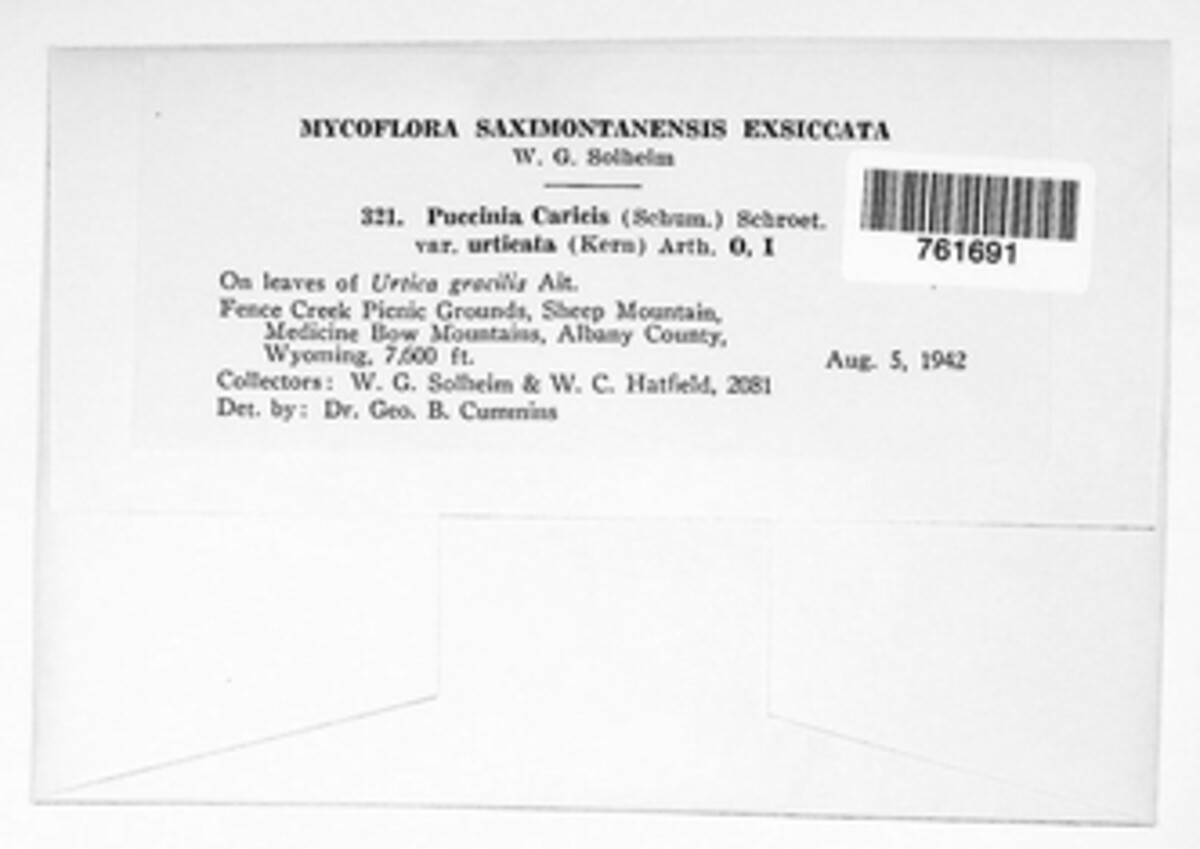 MYCOFLORA SAXIMONTANENSIS EXSICCATA
W. G. Solheim
321. Puccinia Caricis (Schum.) Schroet.
var. urticata (Kern) Arth. O, I
761691
On leaves of Urtica gracilis Ait.
Fence Creek Picnic Grounds, Sheep Mountain,
Medicine Bow Mountains, Albany County,
Wyoming, 7,600 ft. Aug. 5, 1942
Collectors: W. G. Solheim & W. C. Hatfield, 2081
Det. by: Dr. Geo. B. Cummins